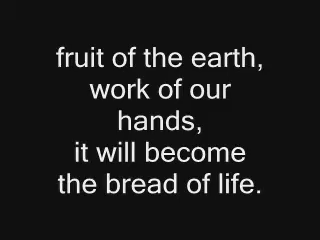 fruit of the earth,
work of our
hands,
it will become
the bread of life.